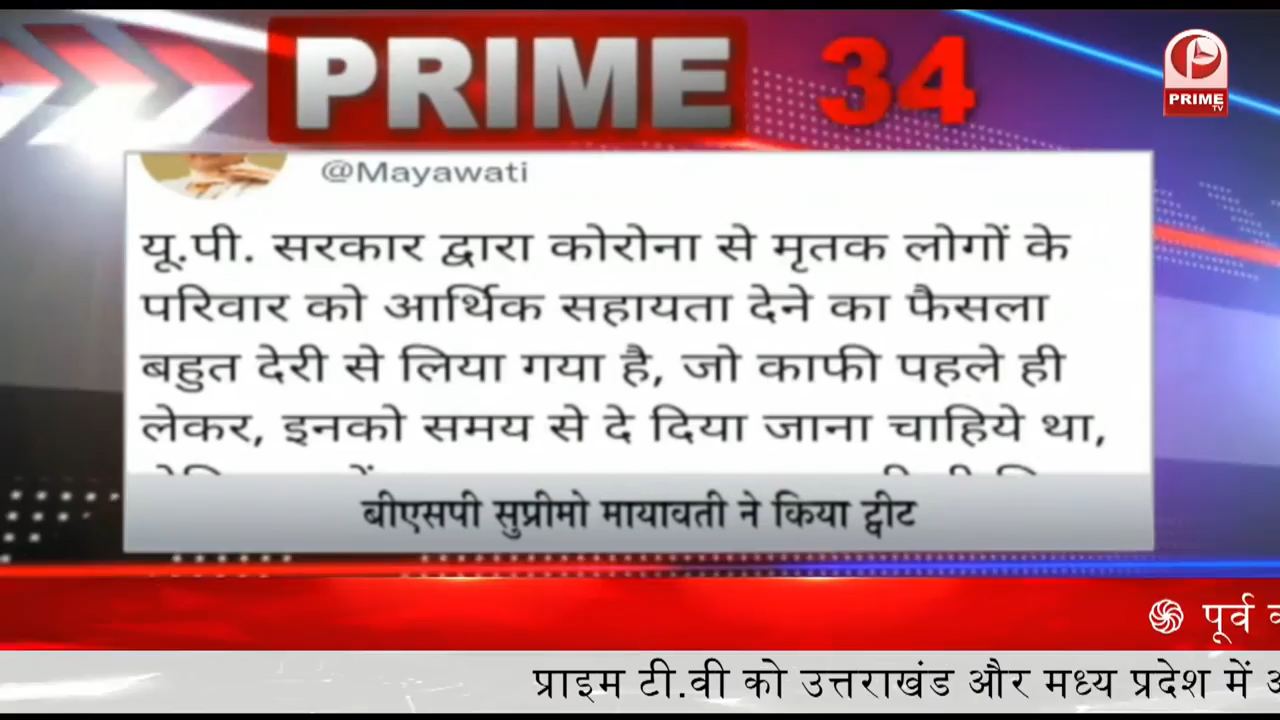 PRIME 34
PRIME TV
@Mayawati
यू.पी. सरकार द्वारा कोरोना से मृतक लोगों के
परिवार को आर्थिक सहायता देने का फैसला
बहुत देरी से लिया गया है, जो काफी पहले ही
लेकर, इनको समय से दे दिया जाना चाहिये था,
बीएसपी सुप्रीमो मायावती ने किया ट्वीट
पूर्व
प्राइम टी.वी को उत्तराखंड और मध्य प्रदेश में